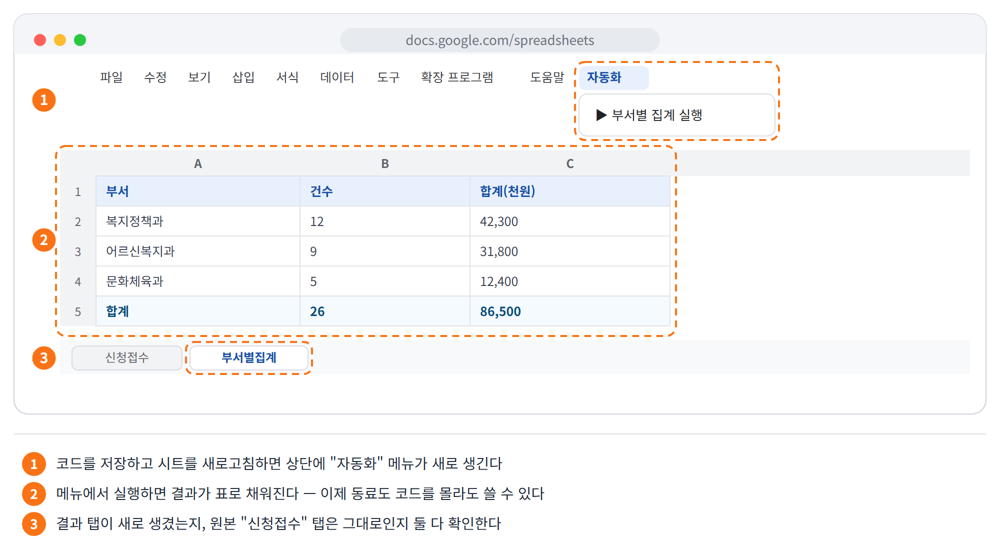 docs.google.com/spreadsheets
파일 수정 보기 삽입 서식 데이터 도구 확장 프로그램 도움말 자동화
1
▶ 부서별 집계 실행
A B C
1 부서 건수 합계(천원)
2 복지정책과 12 42,300
2
3 어르신복지과 9 31,800
4 문화체육과 5 12,400
5 합계 26 86,500
3 신청접수 부서별집계
1 코드를 저장하고 시트를 새로고침하면 상단에 "자동화" 메뉴가 새로 생긴다
2 메뉴에서 실행하면 결과가 표로 채워진다 — 이제 동료도 코드를 몰라도 쓸 수 있다
3 결과 탭이 새로 생겼는지, 원본 "신청접수" 탭은 그대로인지 둘 다 확인한다